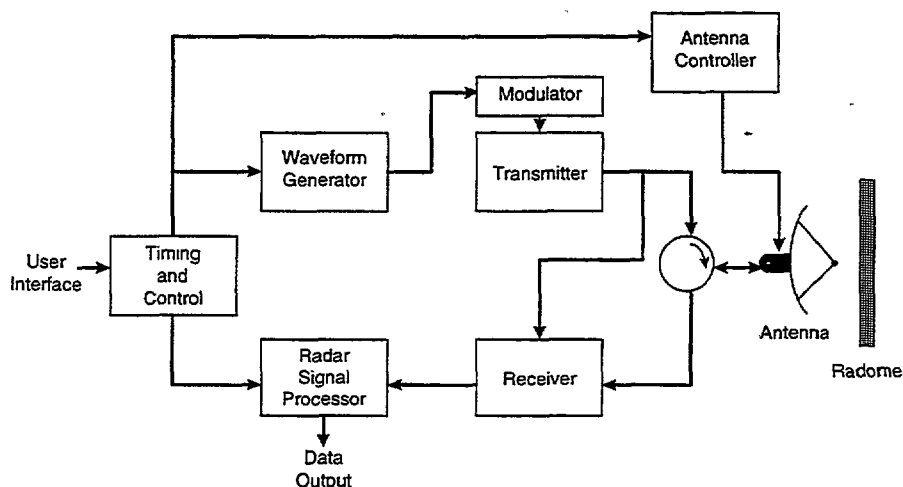 Antenna
Controller
Modulator
Waveform
Generator
Transmitter
User
Interface
Timing
and
Control
Antenna
Radome
Radar
Signal
Processor
Receiver
Data
Output